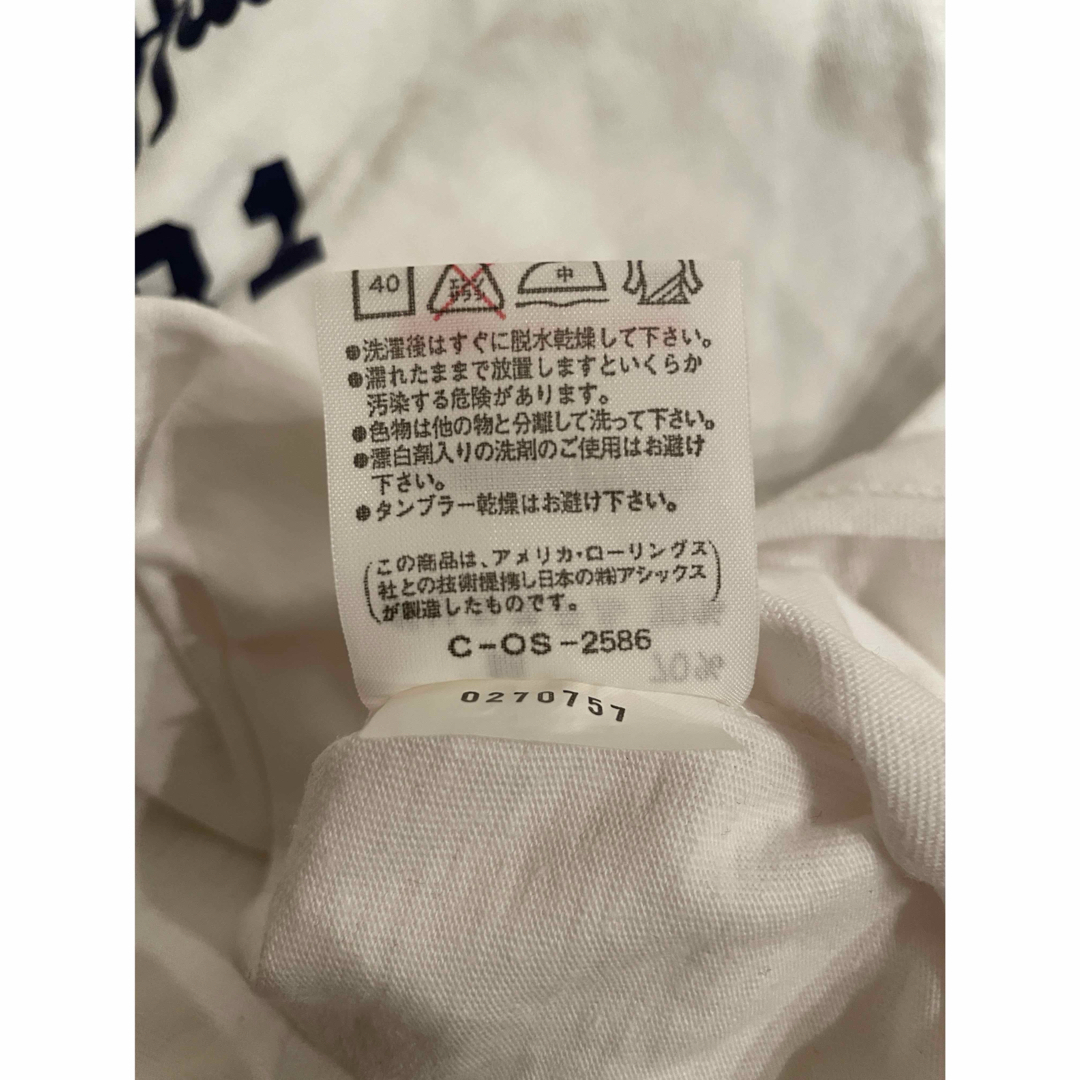 21
40
エンソ
サラシ
中
●洗濯後はすぐに脱水乾燥して下さい。
●濡れたままで放置しますといくらか
汚染する危険があります。
●色物は他の物と分離して洗って下さい。
●漂白剤入りの洗剤のご使用はお避け
下さい。
●タンブラー乾燥はお避け下さい。
(この商品は、アメリカ・ローリングス
社との技術提携し日本の㈱アシックス
が製造したものです。)
C-OS-2586
0270757